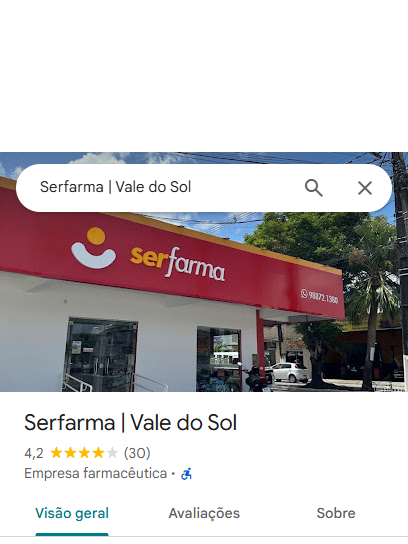 Serfarma | Vale do Sol
serfarma
98872.1380
Serfarma | Vale do Sol
4,2 (30)
Empresa farmacêutica ·
Visão geral
Avaliações
Sobre